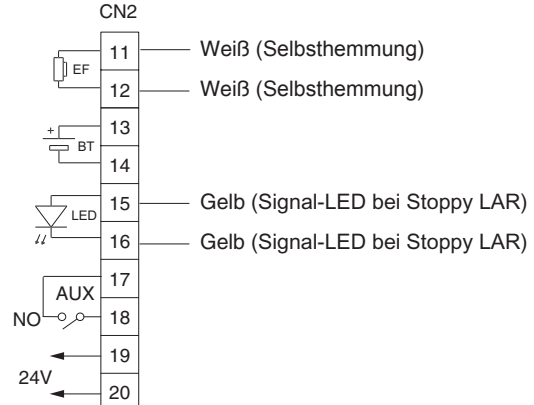 CN2
11 Weiß (Selbsthemmung)
EF
12 Weiß (Selbsthemmung)
13
+
BT
14
15 Gelb (Signal-LED bei Stoppy LAR)
LED
16 Gelb (Signal-LED bei Stoppy LAR)
17
AUX
NO 18
19
24V
20